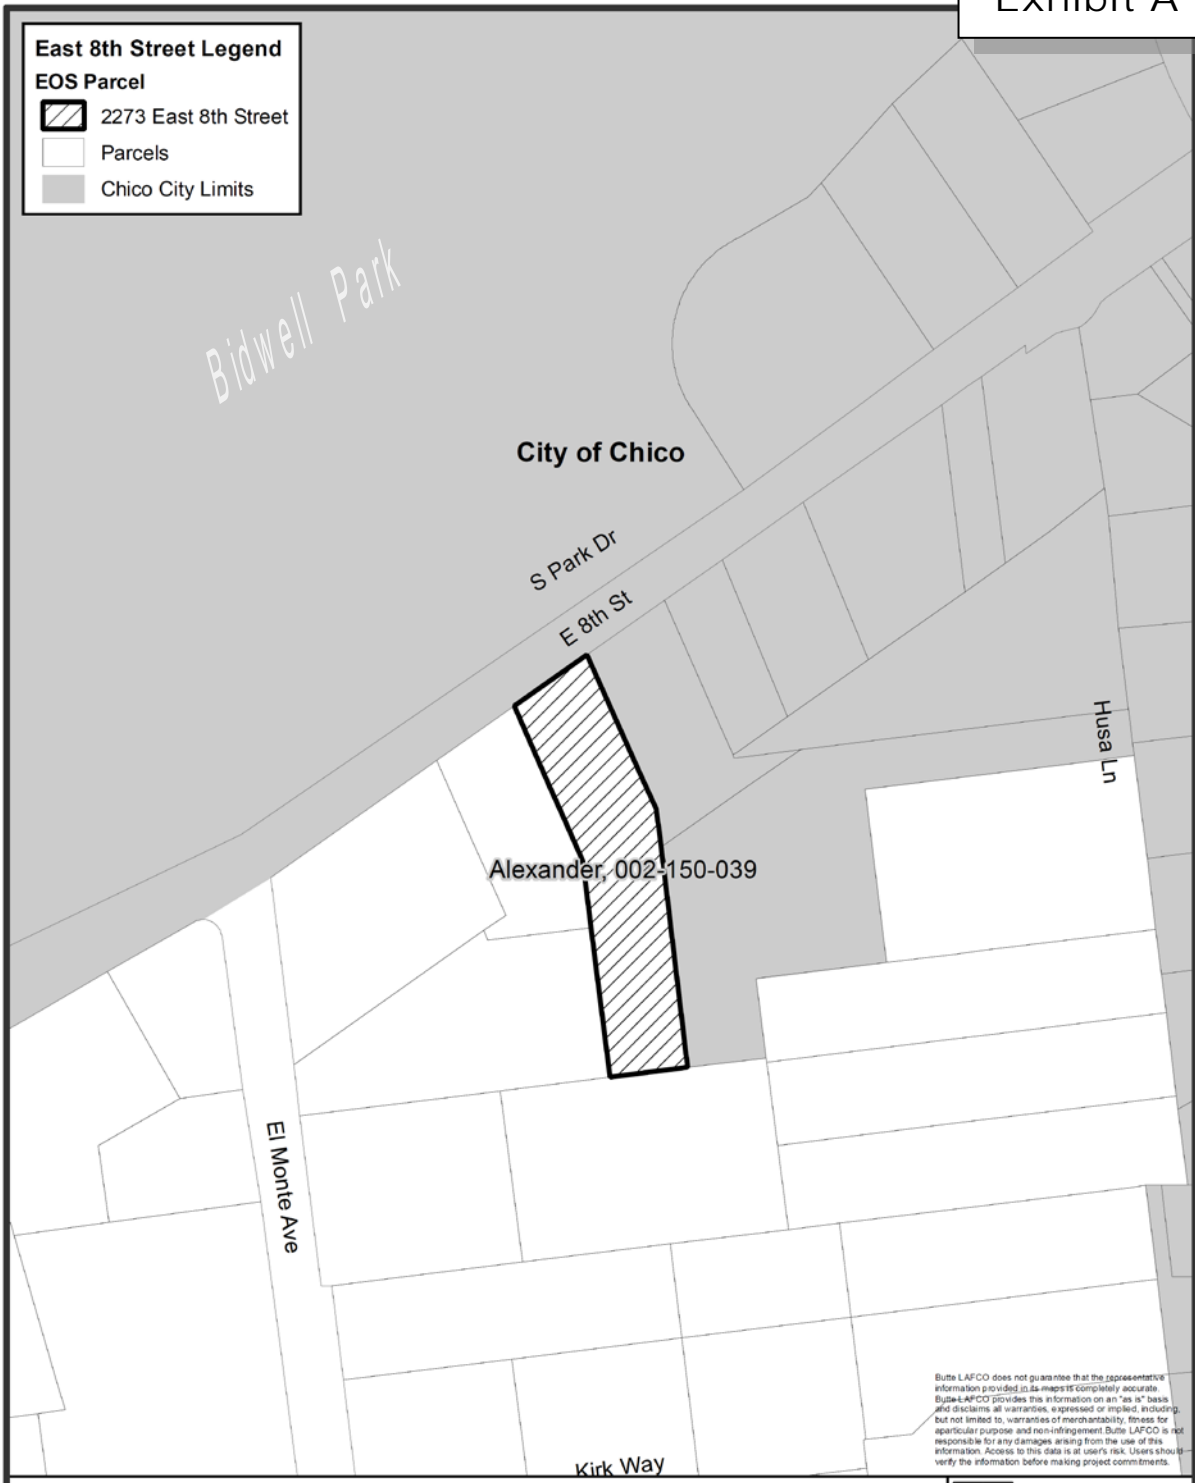 Exhibit A
East 8th Street Legend
EOS Parcel
2273 East 8th Street
Parcels
Chico City Limits
Bidwell Park
City of Chico
S Park Dr
E 8th St
Husa Ln
Alexander, 002-150-039
El Monte Ave
Kirk Way
Butte LAFCO does not guarantee that the representative
information provided in its maps is completely accurate.
Butte LAFCO provides this information on an "as is" basis
and disclaims all warranties, expressed or implied, including,
but not limited to, warranties of merchantability, fitness for
aparticular purpose and non-infringement.Butte LAFCO is not
responsible for any damages arising from the use of this
information. Access to this data is at user's risk. Users should
verify the information before making project commitments.